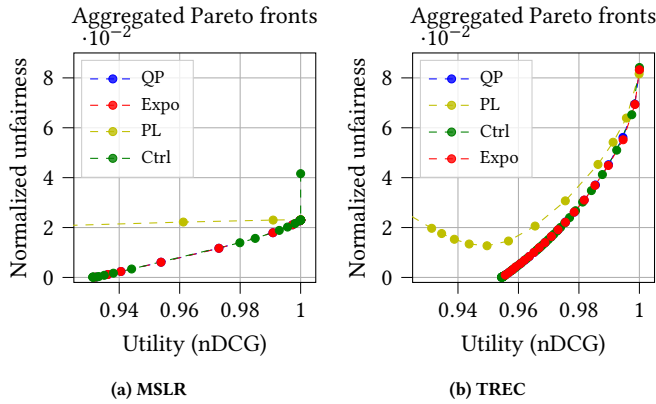 Aggregated Pareto fronts
·10⁻²
Normalized unfairness
8
6
4
2
0
QP
Expo
PL
Ctrl
0.94
0.96
0.98
1
Utility (nDCG)
(a) MSLR
Aggregated Pareto fronts
·10⁻²
Normalized unfairness
8
6
4
2
0
QP
PL
Ctrl
Expo
0.94
0.96
0.98
1
Utility (nDCG)
(b) TREC